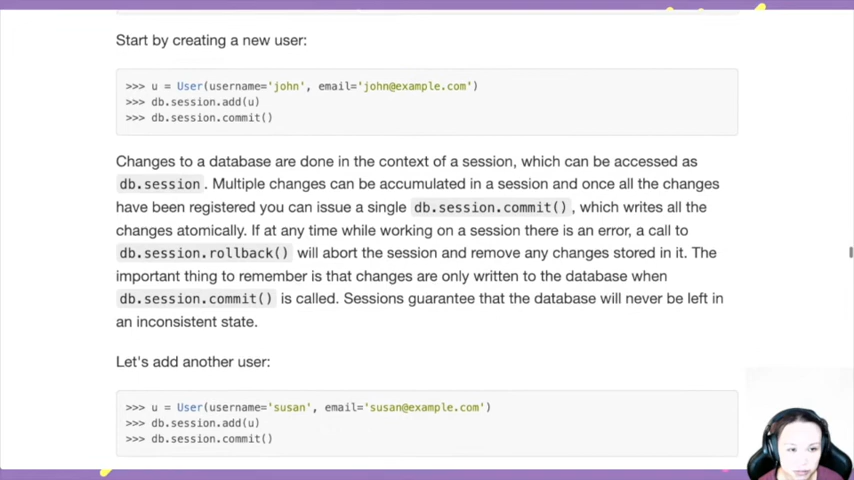 Start by creating a new user:
>>> u = User(username='john', email='john@example.com')
>>> db.session.add(u)
>>> db.session.commit()
Changes to a database are done in the context of a session, which can be accessed as
db.session. Multiple changes can be accumulated in a session and once all the changes
have been registered you can issue a single db.session.commit(), which writes all the
changes atomically. If at any time while working on a session there is an error, a call to
db.session.rollback() will abort the session and remove any changes stored in it. The
important thing to remember is that changes are only written to the database when
db.session.commit() is called. Sessions guarantee that the database will never be left in
an inconsistent state.
Let's add another user:
>>> u = User(username='susan', email='susan@example.com')
>>> db.session.add(u)
>>> db.session.commit()